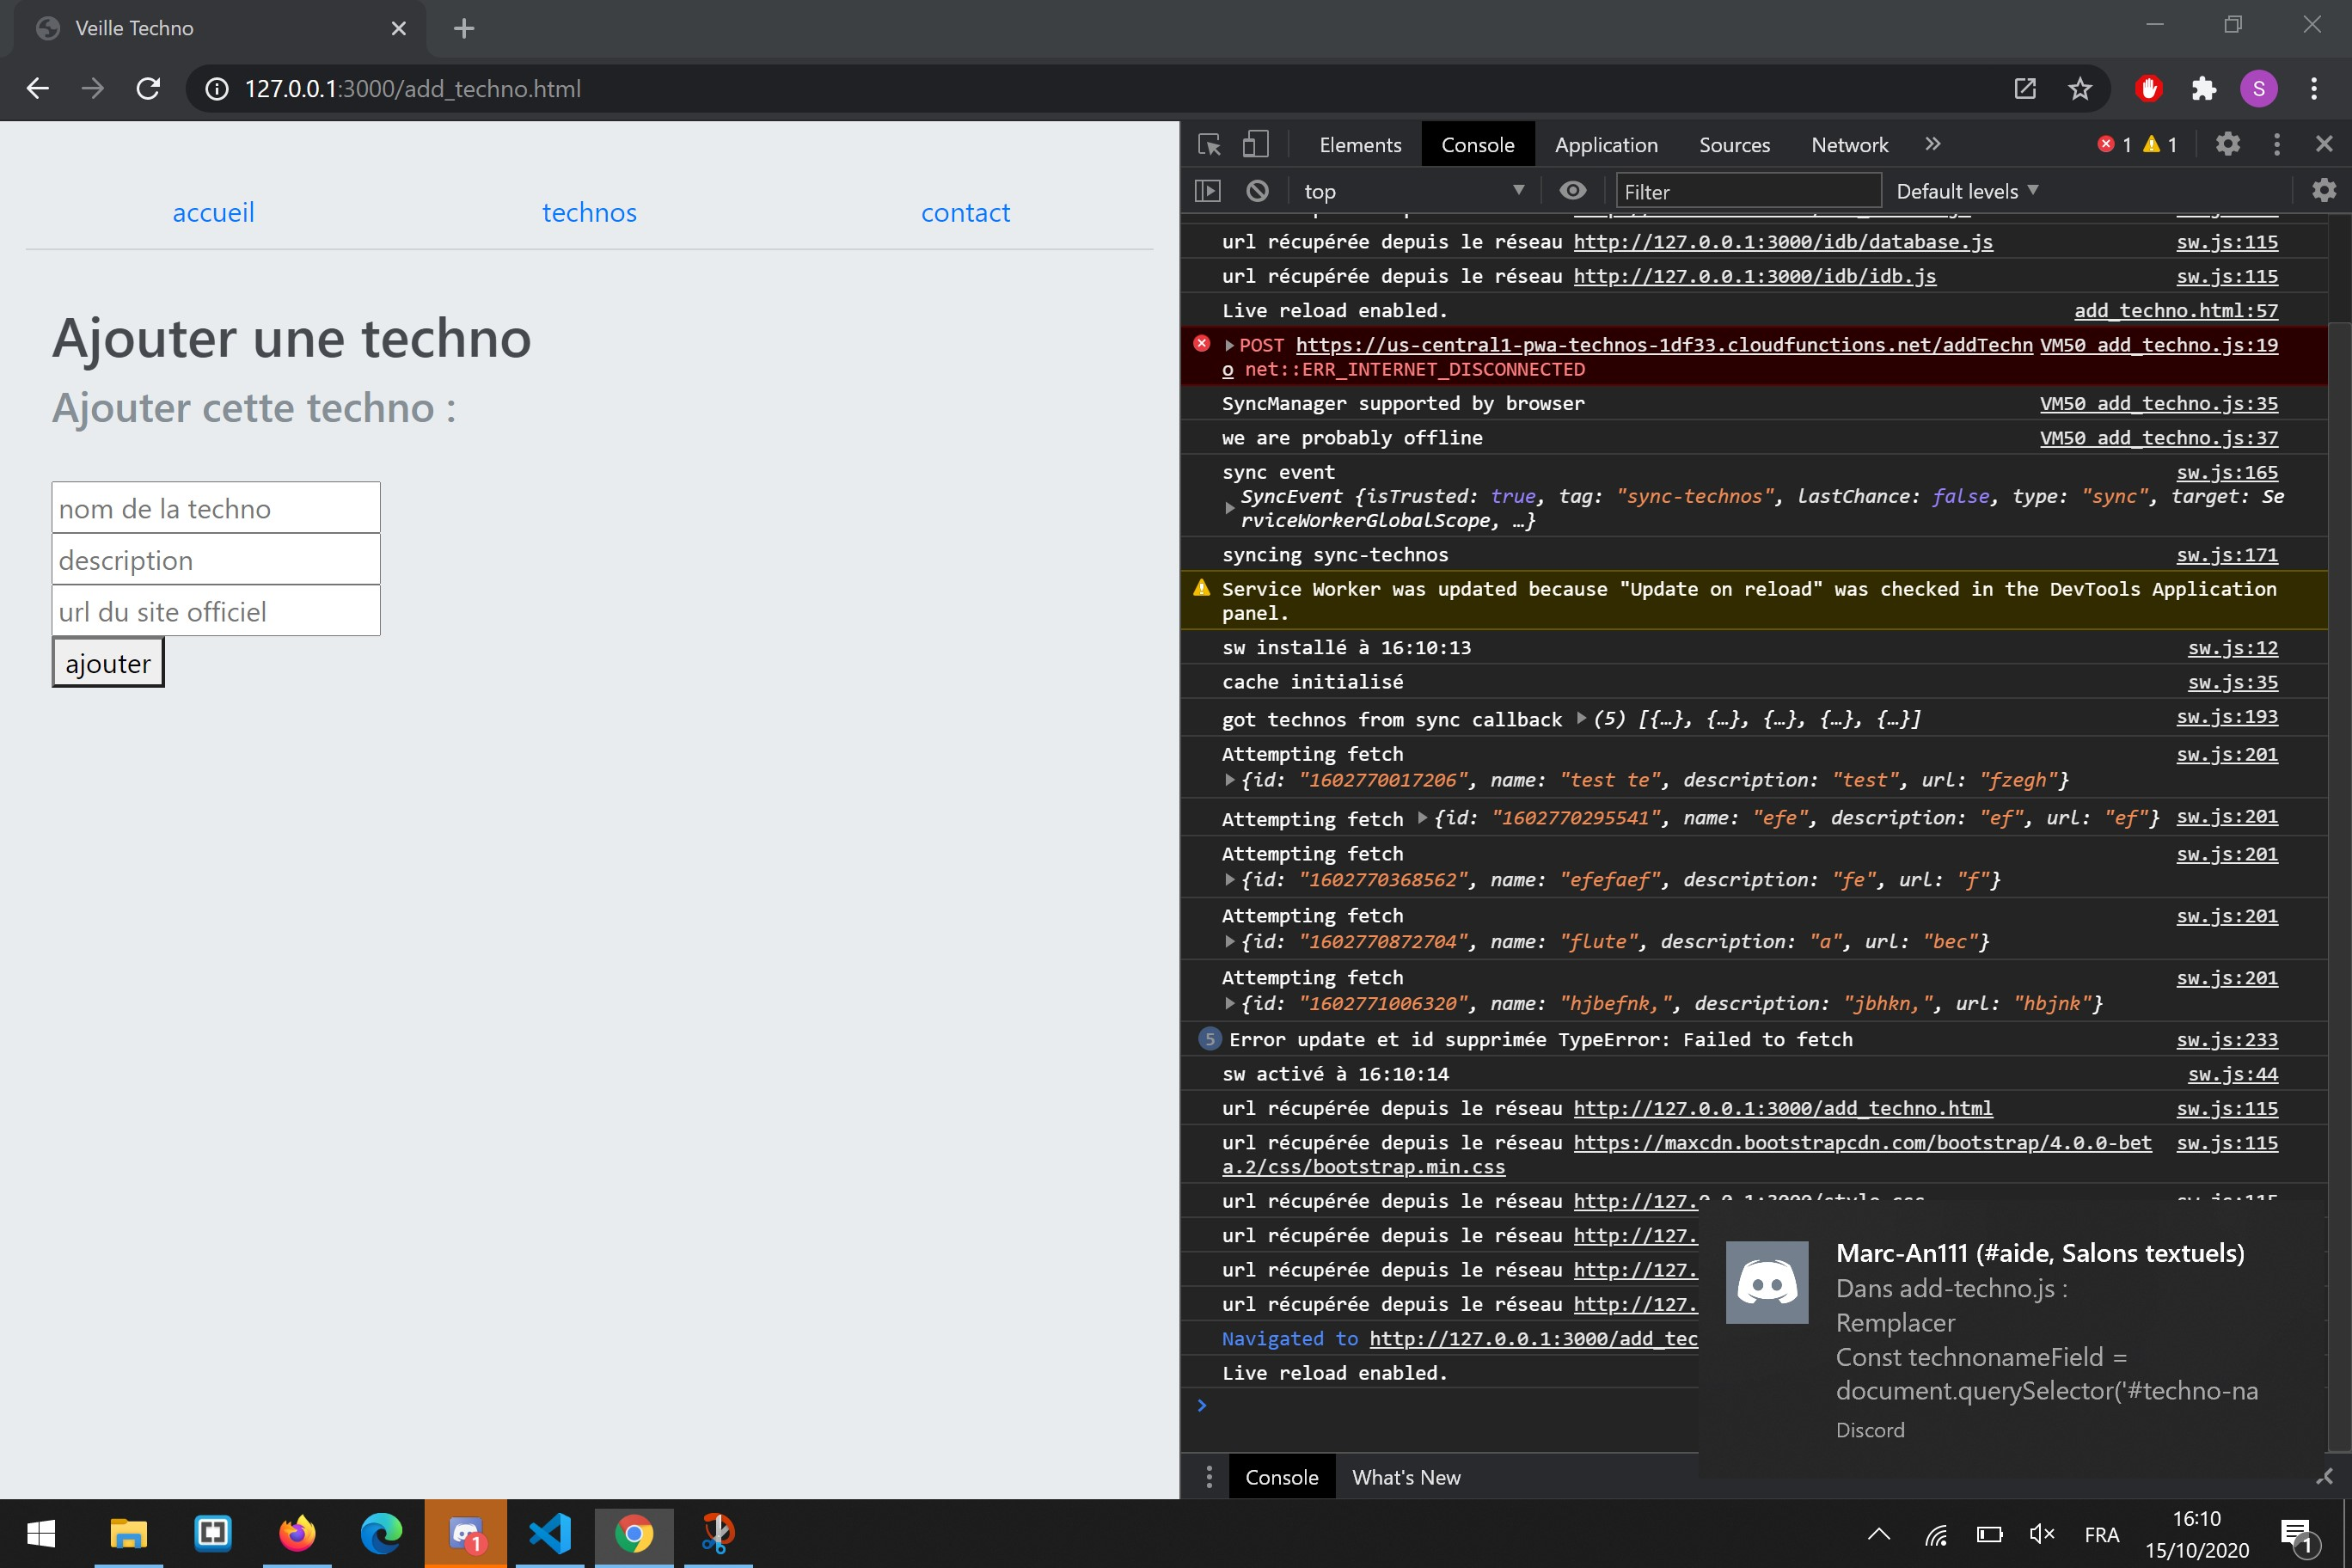 Veille Techno
127.0.0.1:3000/add_techno.html
S
accueil
technos
contact
Ajouter une techno
Ajouter cette techno :
nom de la techno
description
url du site officiel
ajouter
Elements Console Application Sources Network 1 1
top Filter Default levels
url récupérée depuis le réseau http://127.0.0.1:3000/idb/database.js sw.js:115
url récupérée depuis le réseau http://127.0.0.1:3000/idb/idb.js sw.js:115
Live reload enabled. add_techno.html:57
POST https://us-central1-pwa-technos-1df33.cloudfunctions.net/addTechn VM50 add_techno.js:19
o net::ERR_INTERNET_DISCONNECTED
SyncManager supported by browser VM50 add_techno.js:35
we are probably offline VM50 add_techno.js:37
sync event sw.js:165
SyncEvent {isTrusted: true, tag: "sync-technos", lastChance: false, type: "sync", target: Se
rviceWorkerGlobalScope, …}
syncing sync-technos sw.js:171
Service Worker was updated because "Update on reload" was checked in the DevTools Application
panel.
sw installé à 16:10:13 sw.js:12
cache initialisé sw.js:35
got technos from sync callback (5) [{…}, {…}, {…}, {…}, {…}] sw.js:193
Attempting fetch sw.js:201
{id: "1602770017206", name: "test te", description: "test", url: "fzegh"}
Attempting fetch {id: "1602770295541", name: "efe", description: "ef", url: "ef"} sw.js:201
Attempting fetch sw.js:201
{id: "1602770368562", name: "efefaef", description: "fe", url: "f"}
Attempting fetch sw.js:201
{id: "1602770872704", name: "flute", description: "a", url: "bec"}
Attempting fetch sw.js:201
{id: "1602771006320", name: "hjbefnk,", description: "jbhkn,", url: "hbjnk"}
5 Error update et id supprimée TypeError: Failed to fetch sw.js:233
sw activé à 16:10:14 sw.js:44
url récupérée depuis le réseau http://127.0.0.1:3000/add_techno.html sw.js:115
url récupérée depuis le réseau https://maxcdn.bootstrapcdn.com/bootstrap/4.0.0-bet sw.js:115
a.2/css/bootstrap.min.css
url récupérée depuis le réseau http://127.0.0.1:3000/style.css sw.js:115
url récupérée depuis le réseau http://127.
url récupérée depuis le réseau http://127.
url récupérée depuis le réseau http://127.
Navigated to http://127.0.0.1:3000/add_tec
Live reload enabled.
Marc-An111 (#aide, Salons textuels)
Dans add-techno.js :
Remplacer
Const technonameField =
document.querySelector('#techno-na
Discord
Console What's New
1
FRA
16:10
15/10/2020
1